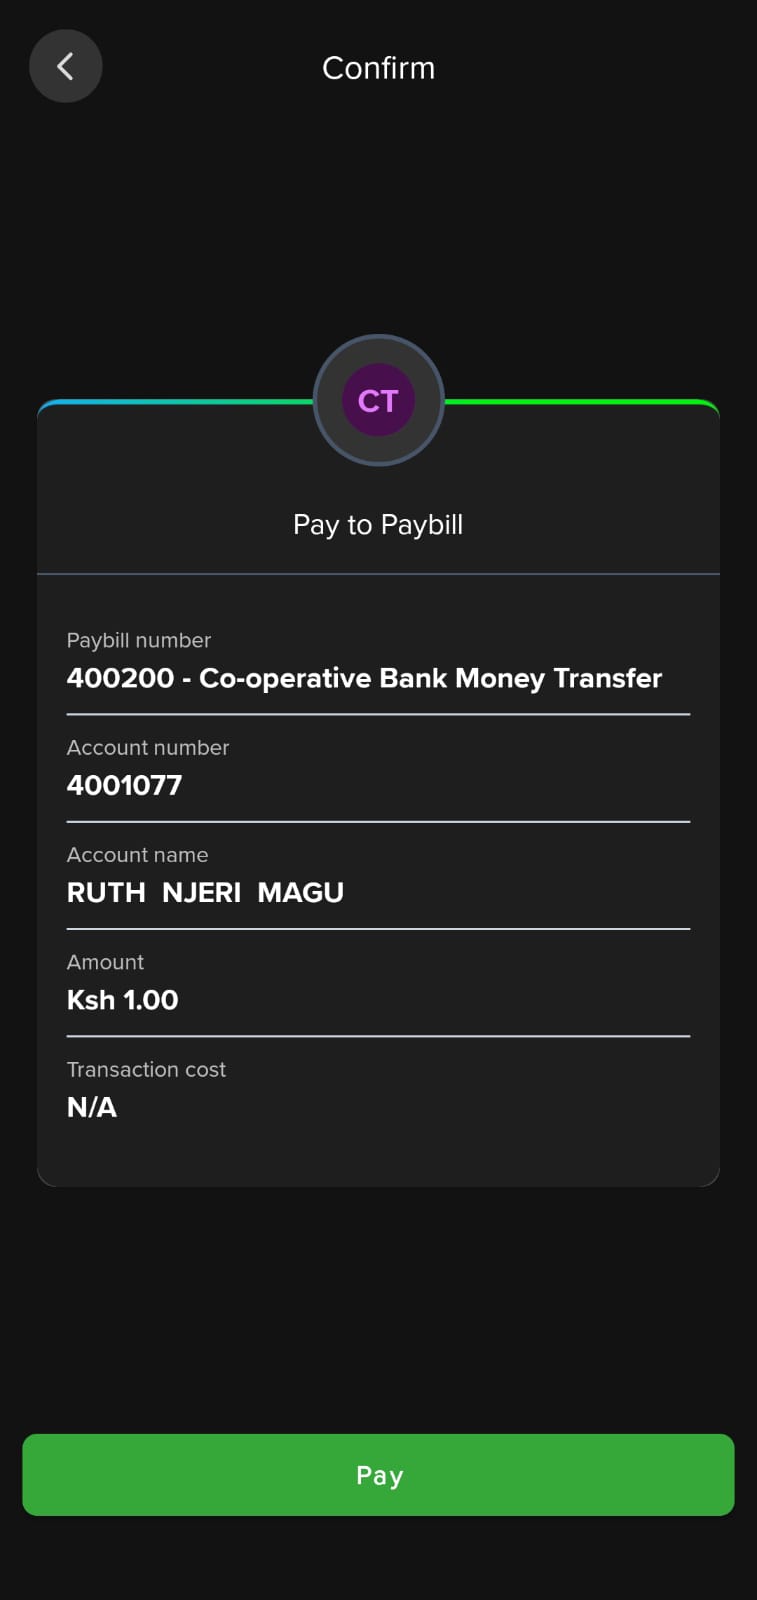 Confirm
CT
Pay to Paybill
Paybill number
400200 - Co-operative Bank Money Transfer
Account number
4001077
Account name
RUTH  NJERI  MAGU
Amount
Ksh 1.00
Transaction cost
N/A
Pay